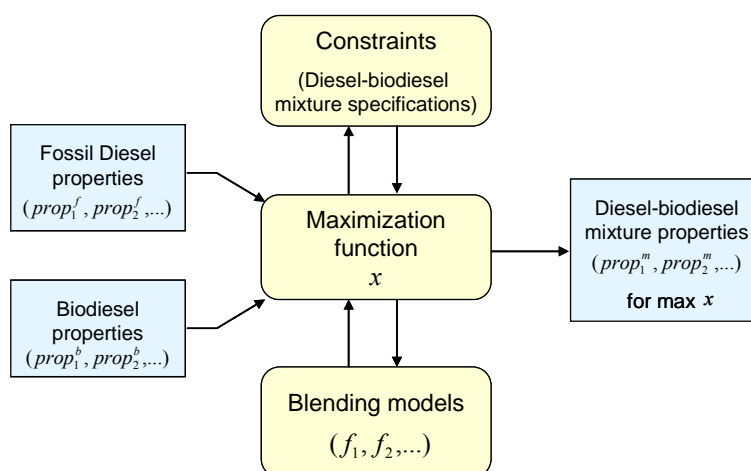 Constraints
(Diesel-biodiesel
mixture specifications)
Fossil Diesel
properties
(prop₁ᶠ, prop₂ᶠ,...)
Maximization
function
x
Diesel-biodiesel
mixture properties
(prop₁ᵐ, prop₂ᵐ,...)
for max x
Biodiesel
properties
(prop₁ᵇ, prop₂ᵇ,...)
Blending models
(f₁, f₂,...)